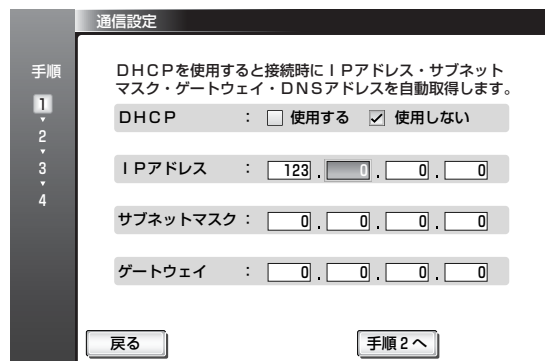 通信設定
手順
1
2
3
4
DHCPを使用すると接続時にIPアドレス・サブネット
マスク・ゲートウェイ・DNSアドレスを自動取得します。
DHCP : 使用する 使用しない
IPアドレス : 123 . 0 . 0 . 0
サブネットマスク : 0 . 0 . 0 . 0
ゲートウェイ : 0 . 0 . 0 . 0
戻る 手順2へ